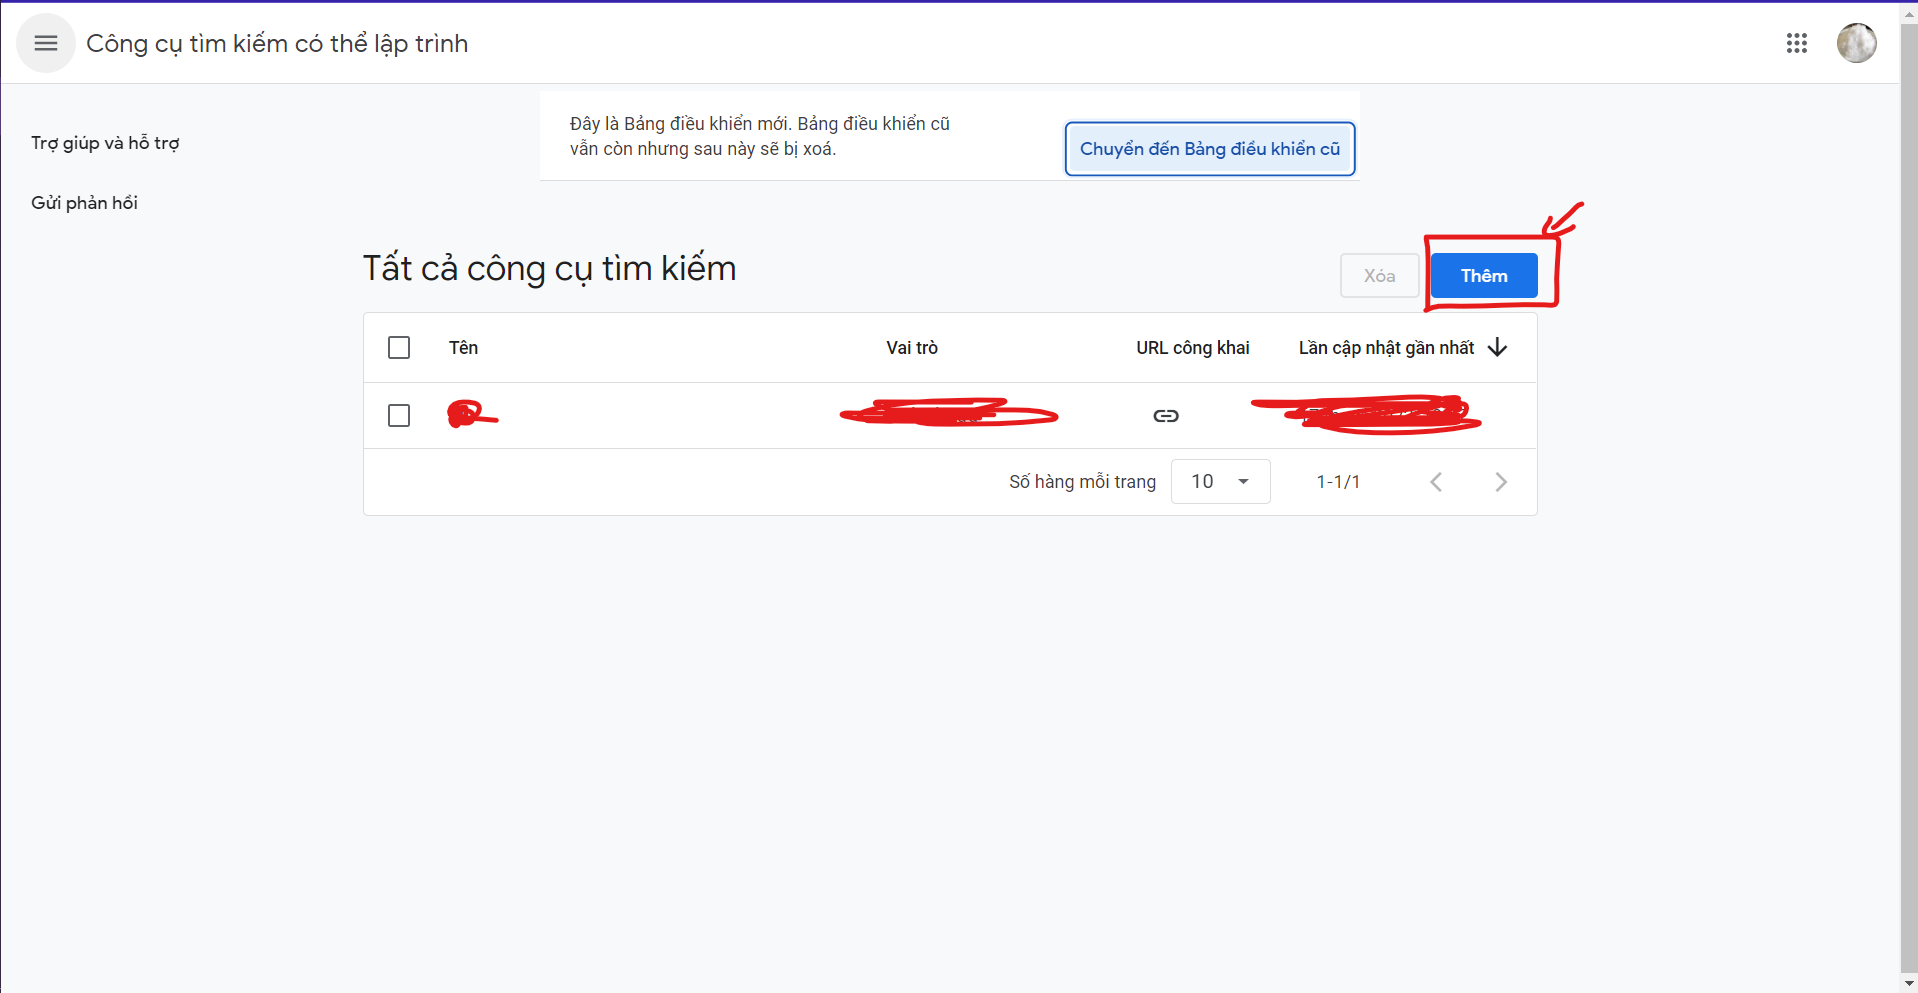 Công cụ tìm kiếm có thể lập trình
Trợ giúp và hỗ trợ
Gửi phản hồi
Đây là Bảng điều khiển mới. Bảng điều khiển cũ
vẫn còn nhưng sau này sẽ bị xoá.
Chuyển đến Bảng điều khiển cũ
Tất cả công cụ tìm kiếm
Xóa
Thêm
Tên
Vai trò
URL công khai
Lần cập nhật gần nhất
Số hàng mỗi trang
10
1-1/1